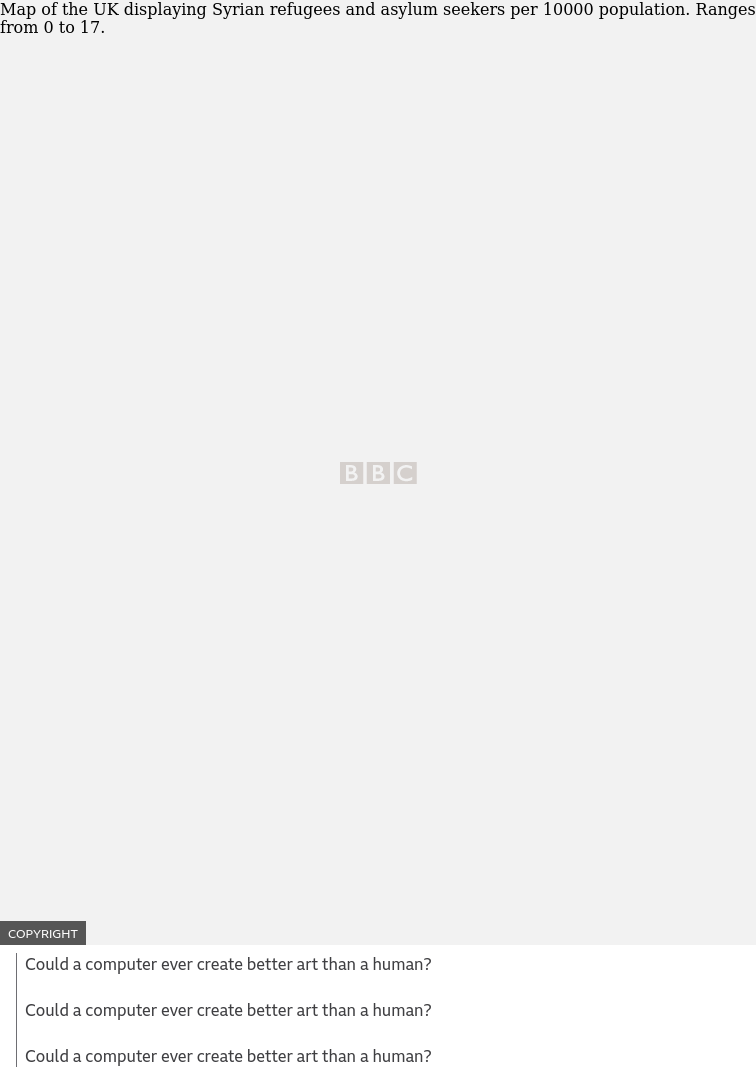 Map of the UK displaying Syrian refugees and asylum seekers per 10000 population. Ranges
from 0 to 17.
BBC
COPYRIGHT
Could a computer ever create better art than a human?
Could a computer ever create better art than a human?
Could a computer ever create better art than a human?